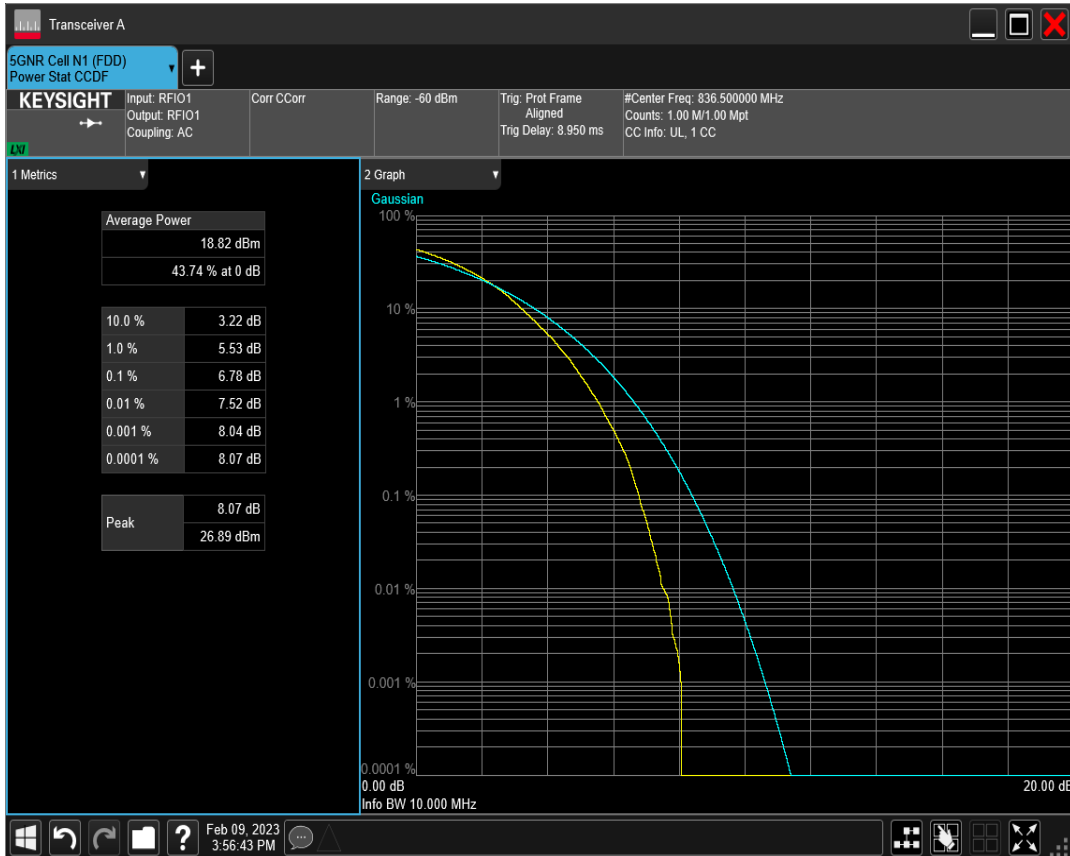 Transceiver A
5GNR Cell N1 (FDD)
Power Stat CCDF
+
KEYSIGHT
LXI
Input: RFIO1
Output: RFIO1
Coupling: AC
Corr CCorr
Range: -60 dBm
Trig: Prot Frame
Aligned
Trig Delay: 8.950 ms
#Center Freq: 836.500000 MHz
Counts: 1.00 M/1.00 Mpt
CC Info: UL, 1 CC
1 Metrics
Average Power
18.82 dBm
43.74 % at 0 dB
10.0 % 3.22 dB
1.0 % 5.53 dB
0.1 % 6.78 dB
0.01 % 7.52 dB
0.001 % 8.04 dB
0.0001 % 8.07 dB
Peak 8.07 dB
26.89 dBm
2 Graph
Gaussian
100 %
10 %
1 %
0.1 %
0.01 %
0.001 %
0.0001 %
0.00 dB 20.00 dB
Info BW 10.000 MHz
?
Feb 09, 2023
3:56:43 PM